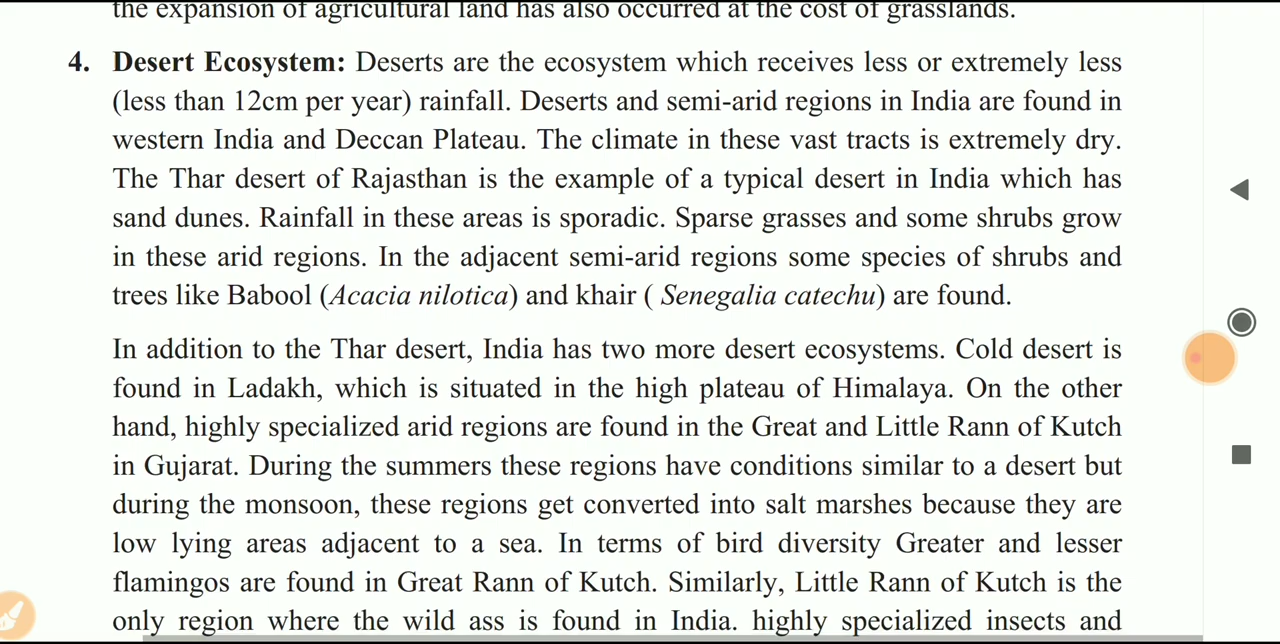 the expansion of agricultural land has also occurred at the cost of grasslands.
4. Desert Ecosystem: Deserts are the ecosystem which receives less or extremely less
(less than 12cm per year) rainfall. Deserts and semi-arid regions in India are found in
western India and Deccan Plateau. The climate in these vast tracts is extremely dry.
The Thar desert of Rajasthan is the example of a typical desert in India which has
sand dunes. Rainfall in these areas is sporadic. Sparse grasses and some shrubs grow
in these arid regions. In the adjacent semi-arid regions some species of shrubs and
trees like Babool (Acacia nilotica) and khair ( Senegalia catechu) are found.
In addition to the Thar desert, India has two more desert ecosystems. Cold desert is
found in Ladakh, which is situated in the high plateau of Himalaya. On the other
hand, highly specialized arid regions are found in the Great and Little Rann of Kutch
in Gujarat. During the summers these regions have conditions similar to a desert but
during the monsoon, these regions get converted into salt marshes because they are
low lying areas adjacent to a sea. In terms of bird diversity Greater and lesser
flamingos are found in Great Rann of Kutch. Similarly, Little Rann of Kutch is the
only region where the wild ass is found in India. highly specialized insects and